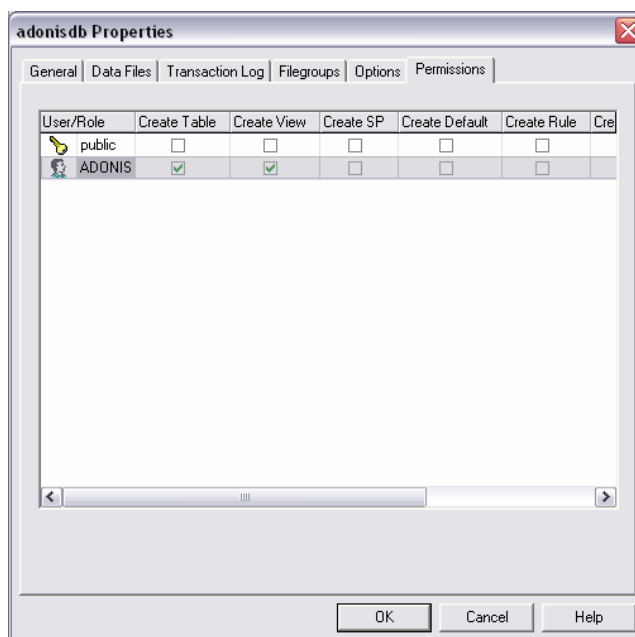 adonisdb Properties
General Data Files Transaction Log Filegroups Options Permissions
User/Role Create Table Create View Create SP Create Default Create Rule Cre
public
ADONIS
OK Cancel Help